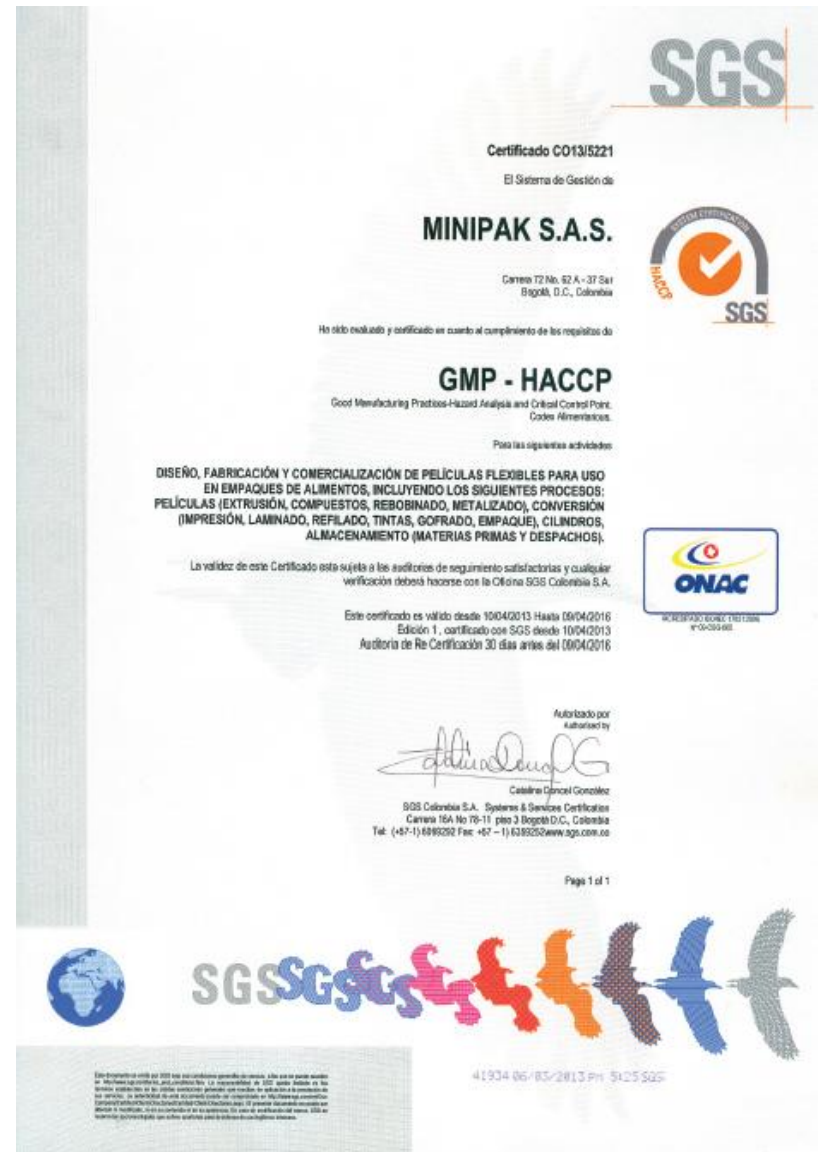 SGS
Certificado CO13/5221
El Sistema de Gestión de
MINIPAK S.A.S.
Carrera 72 No. 62 A - 37 Sur
Bogotá, D.C., Colombia
SYSTEM CERTIFICATION
HACCP
SGS
Ha sido evaluado y certificado en cuanto al cumplimiento de los requisitos de
GMP - HACCP
Good Manufacturing Practices-Hazard Analysis and Critical Control Point.
Codex Alimentarious.
Para las siguientes actividades
DISEÑO, FABRICACIÓN Y COMERCIALIZACIÓN DE PELÍCULAS FLEXIBLES PARA USO
EN EMPAQUES DE ALIMENTOS, INCLUYENDO LOS SIGUIENTES PROCESOS:
PELÍCULAS (EXTRUSIÓN, COMPUESTOS, REBOBINADO, METALIZADO), CONVERSIÓN
(IMPRESIÓN, LAMINADO, REFILADO, TINTAS, GOFRADO, EMPAQUE), CILINDROS,
ALMACENAMIENTO (MATERIAS PRIMAS Y DESPACHOS).
La validez de este Certificado esta sujeta a las auditorias de seguimiento satisfactorias y cualquier
verificación deberá hacerse con la Oficina SGS Colombia S.A.
ONAC
Este certificado es válido desde 10/04/2013 Hasta 09/04/2016
Edición 1, certificado con SGS desde 10/04/2013
Auditoria de Re Certificación 30 días antes del 09/04/2016
Autorizado por
Authorised by
Catalina Doncel González
SGS Colombia S.A. Systems & Services Certification
Carrera 16A No 78-11 piso 3 Bogotá D.C., Colombia
Tel: (+57-1) 6069292 Fax: +57 – 1) 6359252www.sgs.com.co
Page 1 of 1
SGSSGSSGS
41934 06/03/2013 PM 5:25 SGS